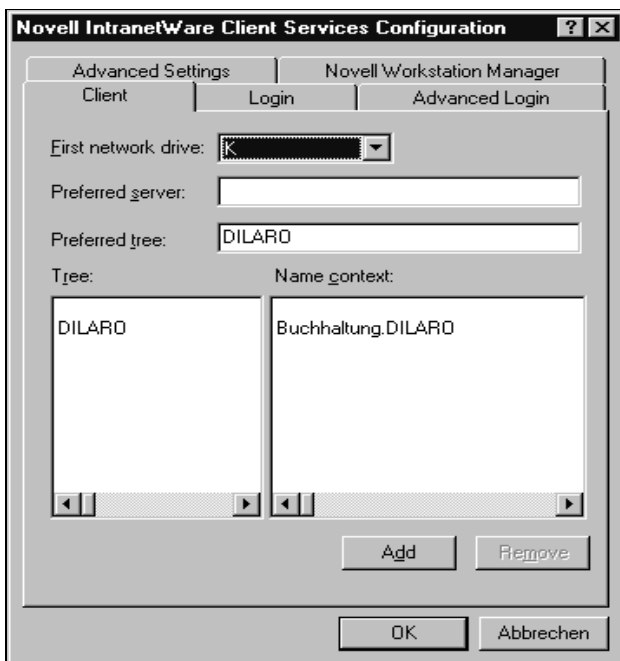 Novell IntranetWare Client Services Configuration
Advanced Settings
Novell Workstation Manager
Client
Login
Advanced Login
First network drive:
K
Preferred server:
Preferred tree:
DILARO
Tree:
Name context:
DILARO
Buchhaltung.DILARO
Add
Remove
OK
Abbrechen